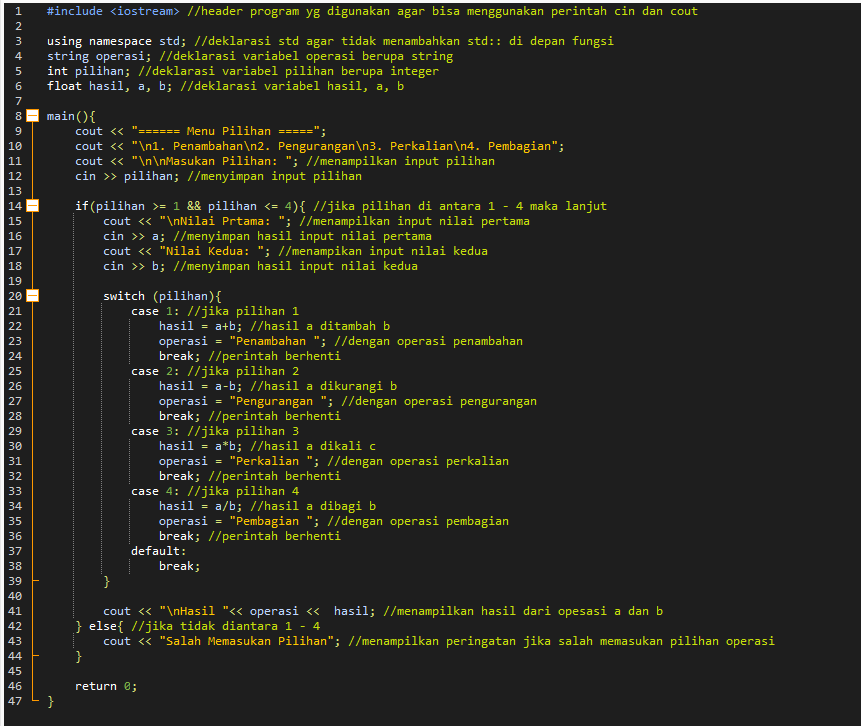 1 #include <iostream> //header program yg digunakan agar bisa menggunakan perintah cin dan cout
2
3 using namespace std; //deklarasi std agar tidak menambahkan std:: di depan fungsi
4 string operasi; //deklarasi variabel operasi berupa string
5 int pilihan; //deklarasi variabel pilihan berupa integer
6 float hasil, a, b; //deklarasi variabel hasil, a, b
7
8 main(){
9 cout << "====== Menu Pilihan =====";
10 cout << "\n1. Penambahan\n2. Pengurangan\n3. Perkalian\n4. Pembagian";
11 cout << "\n\nMasukan Pilihan: "; //menampilkan input pilihan
12 cin >> pilihan; //menyimpan input pilihan
13
14 if(pilihan >= 1 && pilihan <= 4){ //jika pilihan di antara 1 - 4 maka lanjut
15 cout << "\nNilai Prtama: "; //menampilkan input nilai pertama
16 cin >> a; //menyimpan hasil input nilai pertama
17 cout << "Nilai Kedua: "; //menampikan input nilai kedua
18 cin >> b; //menyimpan hasil input nilai kedua
19
20 switch (pilihan){
21 case 1: //jika pilihan 1
22 hasil = a+b; //hasil a ditambah b
23 operasi = "Penambahan "; //dengan operasi penambahan
24 break; //perintah berhenti
25 case 2: //jika pilihan 2
26 hasil = a-b; //hasil a dikurangi b
27 operasi = "Pengurangan "; //dengan operasi pengurangan
28 break; //perintah berhenti
29 case 3: //jika pilihan 3
30 hasil = a*b; //hasil a dikali c
31 operasi = "Perkalian "; //dengan operasi perkalian
32 break; //perintah berhenti
33 case 4: //jika pilihan 4
34 hasil = a/b; //hasil a dibagi b
35 operasi = "Pembagian "; //dengan operasi pembagian
36 break; //perintah berhenti
37 default:
38 break;
39 }
40
41 cout << "\nHasil "<< operasi << hasil; //menampilkan hasil dari opesasi a dan b
42 } else{ //jika tidak diantara 1 - 4
43 cout << "Salah Memasukan Pilihan"; //menampilkan peringatan jika salah memasukan pilihan operasi
44 }
45
46 return 0;
47 }